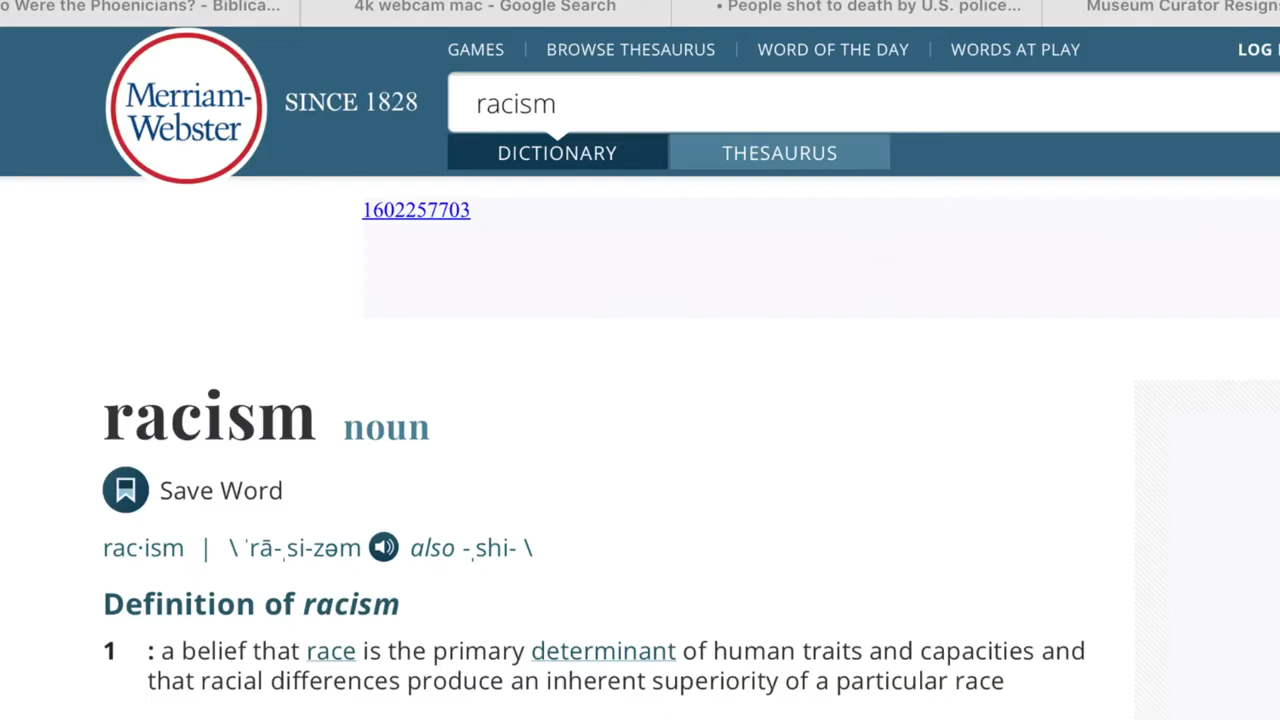 o Were the Phoenicians? - Biblica...
4k webcam mac - Google Search
• People shot to death by U.S. police...
Museum Curator Resign
GAMES | BROWSE THESAURUS | WORD OF THE DAY | WORDS AT PLAY
LOG
Merriam-
Webster
SINCE 1828
racism
DICTIONARY
THESAURUS
1602257703
racism noun
Save Word
rac·ism | \ ˈrā-ˌsi-zəm also -ˌshi- \
Definition of racism
1 : a belief that race is the primary determinant of human traits and capacities and
that racial differences produce an inherent superiority of a particular race